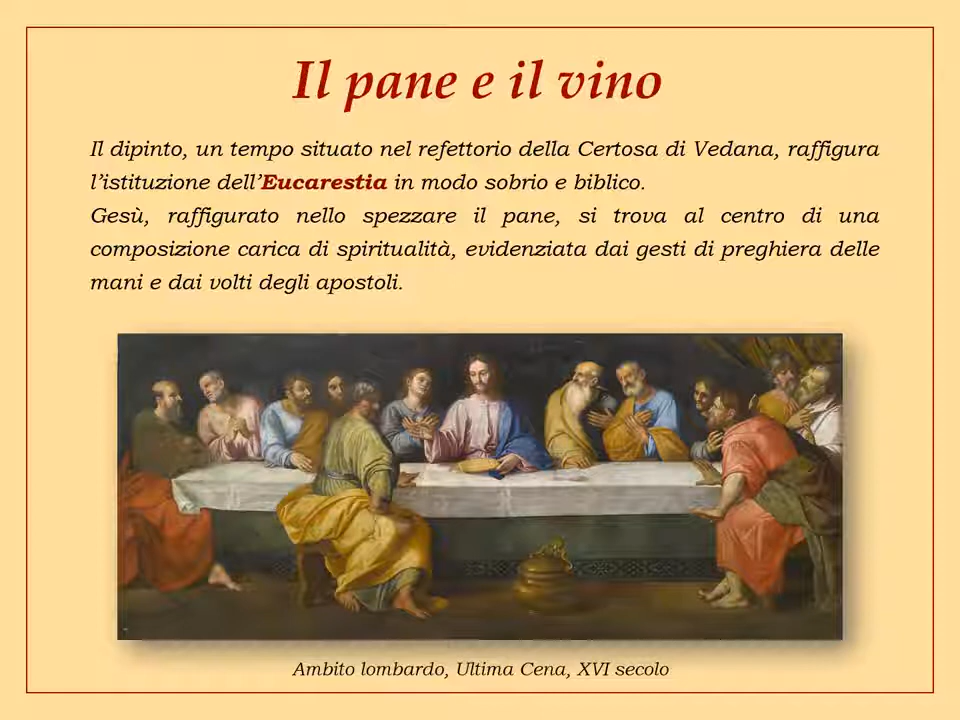 Il pane e il vino
Il dipinto, un tempo situato nel refettorio della Certosa di Vedana, raffigura
l’istituzione dell’Eucarestia in modo sobrio e biblico.
Gesù, raffigurato nello spezzare il pane, si trova al centro di una
composizione carica di spiritualità, evidenziata dai gesti di preghiera delle
mani e dai volti degli apostoli.
Ambito lombardo, Ultima Cena, XVI secolo